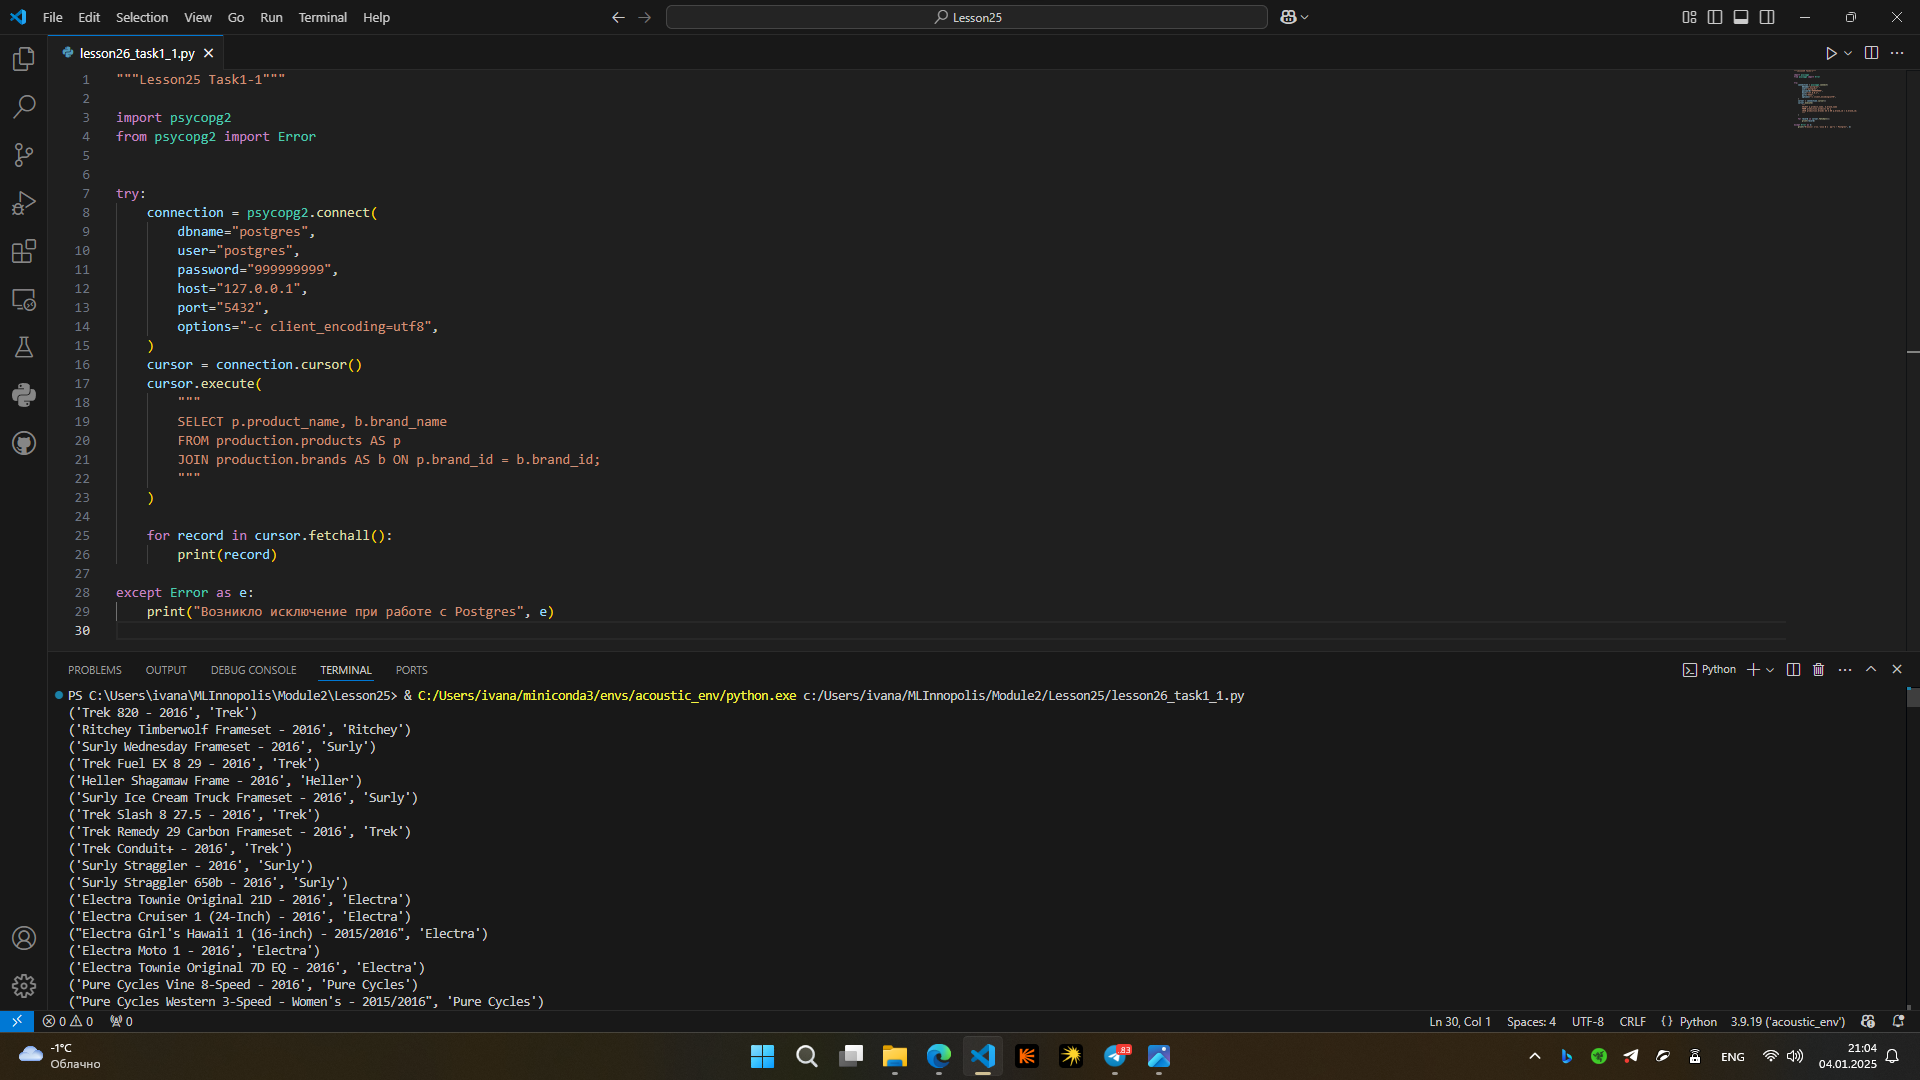 File Edit Selection View Go Run Terminal Help
Lesson25
lesson26_task1_1.py
1 """Lesson25 Task1-1"""
2
3 import psycopg2
4 from psycopg2 import Error
5
6
7 try:
8 connection = psycopg2.connect(
9 dbname="postgres",
10 user="postgres",
11 password="999999999",
12 host="127.0.0.1",
13 port="5432",
14 options="-c client_encoding=utf8",
15 )
16 cursor = connection.cursor()
17 cursor.execute(
18 """
19 SELECT p.product_name, b.brand_name
20 FROM production.products AS p
21 JOIN production.brands AS b ON p.brand_id = b.brand_id;
22 """
23 )
24
25 for record in cursor.fetchall():
26 print(record)
27
28 except Error as e:
29 print("Возникло исключение при работе с Postgres", e)
30
PROBLEMS OUTPUT DEBUG CONSOLE TERMINAL PORTS
Python
PS C:\Users\ivana\MLInnopolis\Module2\Lesson25> & C:/Users/ivana/miniconda3/envs/acoustic_env/python.exe c:/Users/ivana/MLInnopolis/Module2/Lesson25/lesson26_task1_1.py
('Trek 820 - 2016', 'Trek')
('Ritchey Timberwolf Frameset - 2016', 'Ritchey')
('Surly Wednesday Frameset - 2016', 'Surly')
('Trek Fuel EX 8 29 - 2016', 'Trek')
('Heller Shagamaw Frame - 2016', 'Heller')
('Surly Ice Cream Truck Frameset - 2016', 'Surly')
('Trek Slash 8 27.5 - 2016', 'Trek')
('Trek Remedy 29 Carbon Frameset - 2016', 'Trek')
('Trek Conduit+ - 2016', 'Trek')
('Surly Straggler - 2016', 'Surly')
('Surly Straggler 650b - 2016', 'Surly')
('Electra Townie Original 21D - 2016', 'Electra')
('Electra Cruiser 1 (24-Inch) - 2016', 'Electra')
("Electra Girl's Hawaii 1 (16-inch) - 2015/2016", 'Electra')
('Electra Moto 1 - 2016', 'Electra')
('Electra Townie Original 7D EQ - 2016', 'Electra')
('Pure Cycles Vine 8-Speed - 2016', 'Pure Cycles')
("Pure Cycles Western 3-Speed - Women's - 2015/2016", 'Pure Cycles')
0 0 0 Ln 30, Col 1 Spaces: 4 UTF-8 CRLF {} Python 3.9.19 ('acoustic_env')
-1°C
Облачно
83
ENG
21:04
04.01.2025